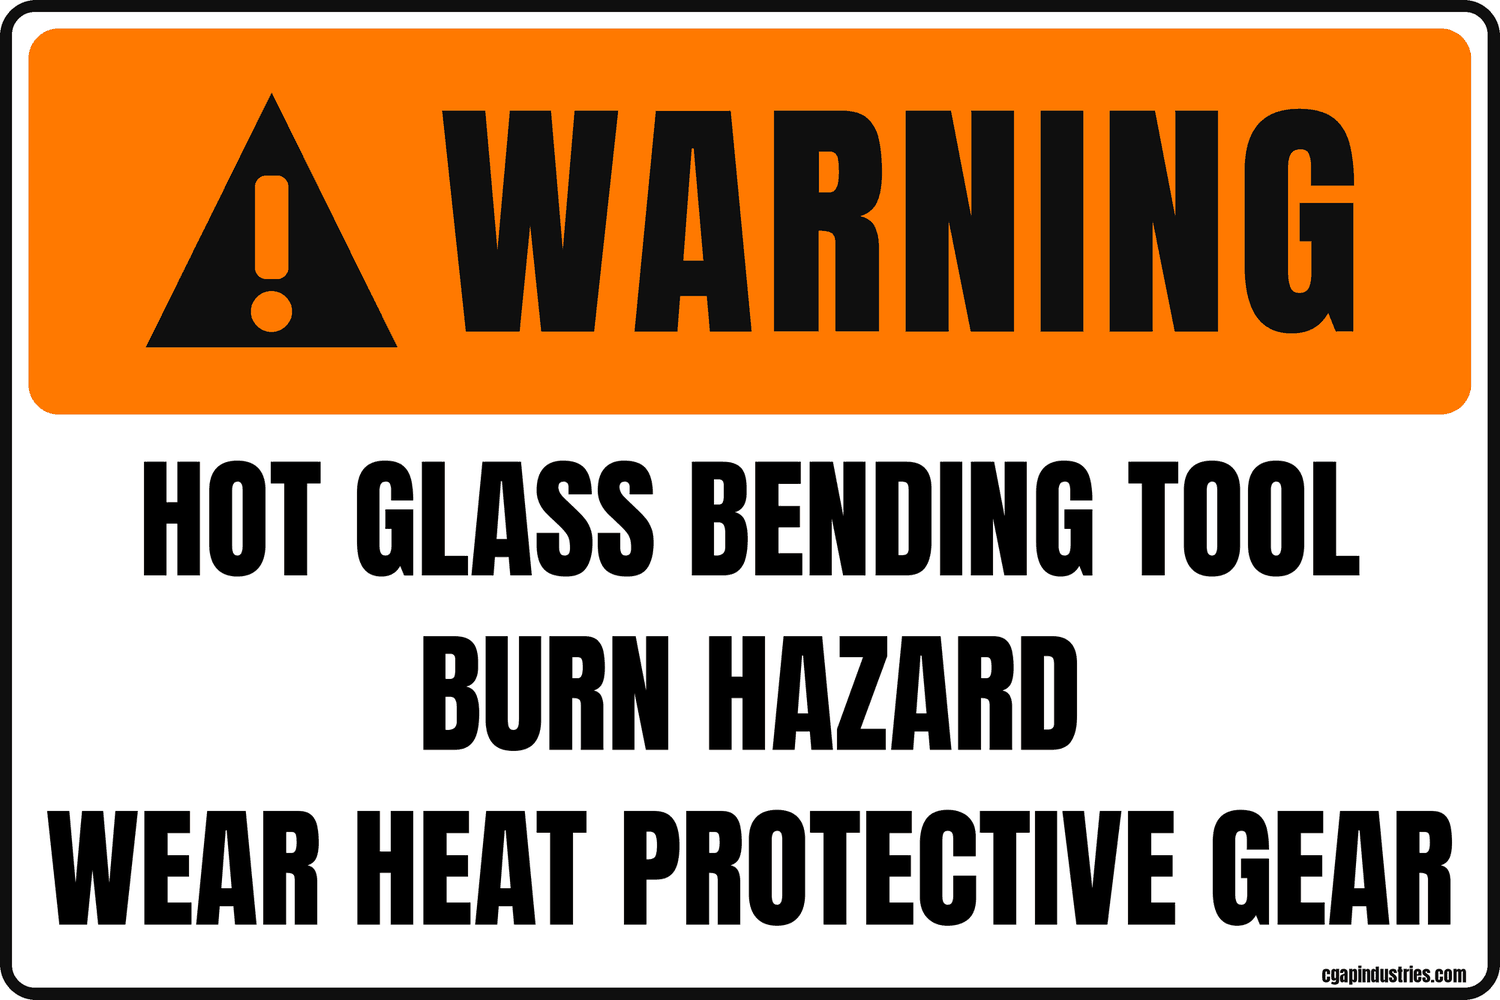 WARNING
HOT GLASS BENDING TOOL
BURN HAZARD
WEAR HEAT PROTECTIVE GEAR
cgapindustries.com